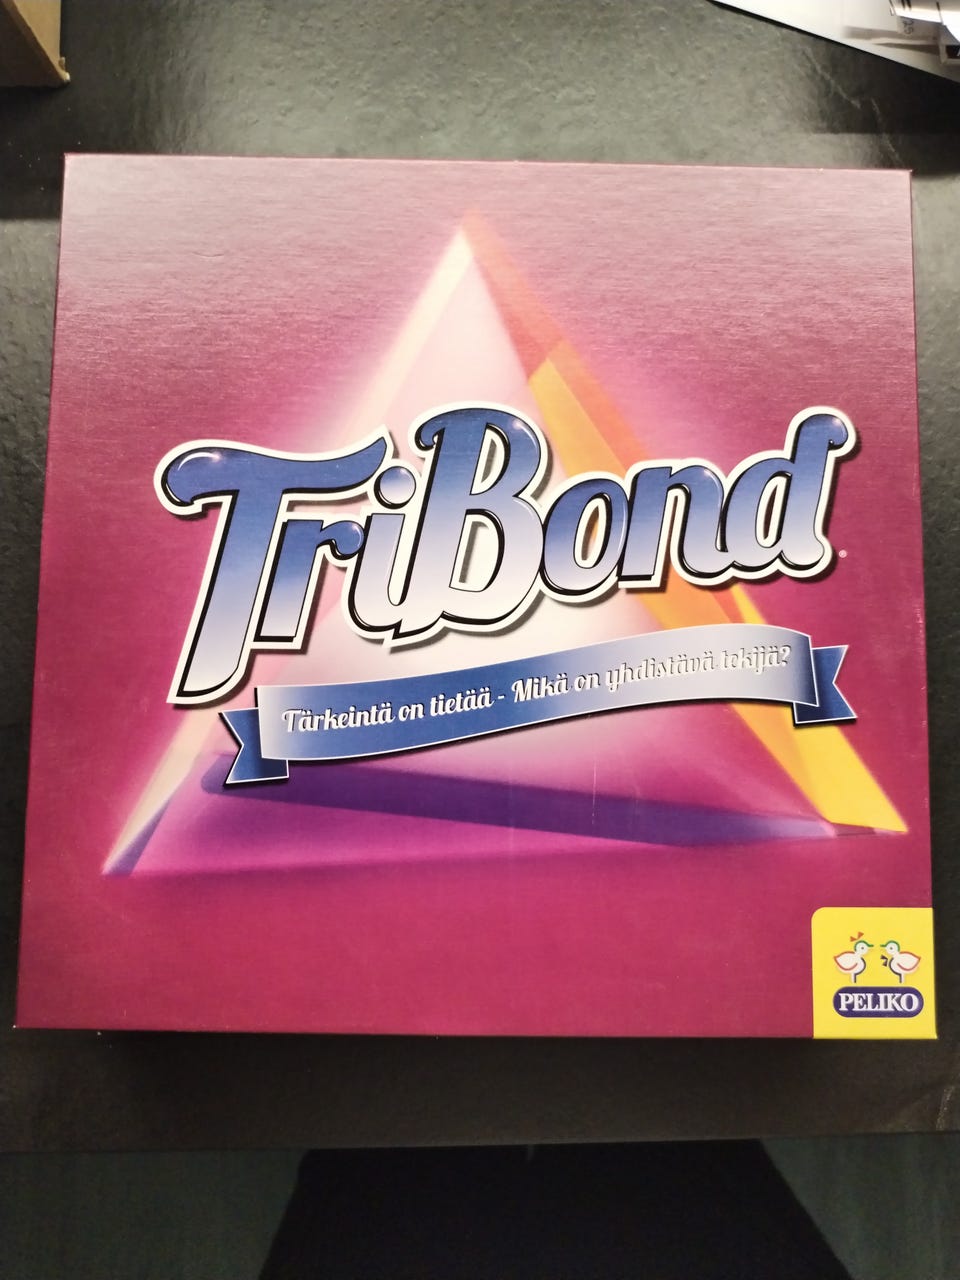 TriBond
Tärkeintä on tietää - Mikä on yhdistävä tekijä?
PELIKO